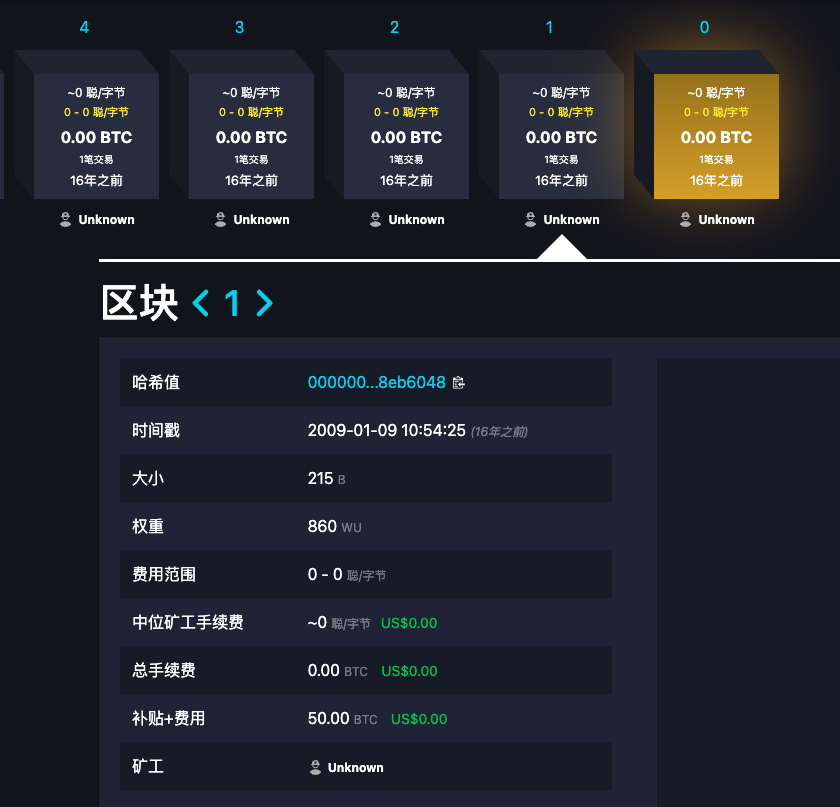 4
3
2
1
0
~0 聪/字节
0 - 0 聪/字节
0.00 BTC
1笔交易
16年之前
Unknown
~0 聪/字节
0 - 0 聪/字节
0.00 BTC
1笔交易
16年之前
Unknown
~0 聪/字节
0 - 0 聪/字节
0.00 BTC
1笔交易
16年之前
Unknown
~0 聪/字节
0 - 0 聪/字节
0.00 BTC
1笔交易
16年之前
Unknown
~0 聪/字节
0 - 0 聪/字节
0.00 BTC
1笔交易
16年之前
Unknown
区块 < 1 >
哈希值 000000...8eb6048
时间戳 2009-01-09 10:54:25 (16年之前)
大小 215 B
权重 860 WU
费用范围 0 - 0 聪/字节
中位矿工手续费 ~0 聪/字节 US$0.00
总手续费 0.00 BTC US$0.00
补贴+费用 50.00 BTC US$0.00
矿工 Unknown